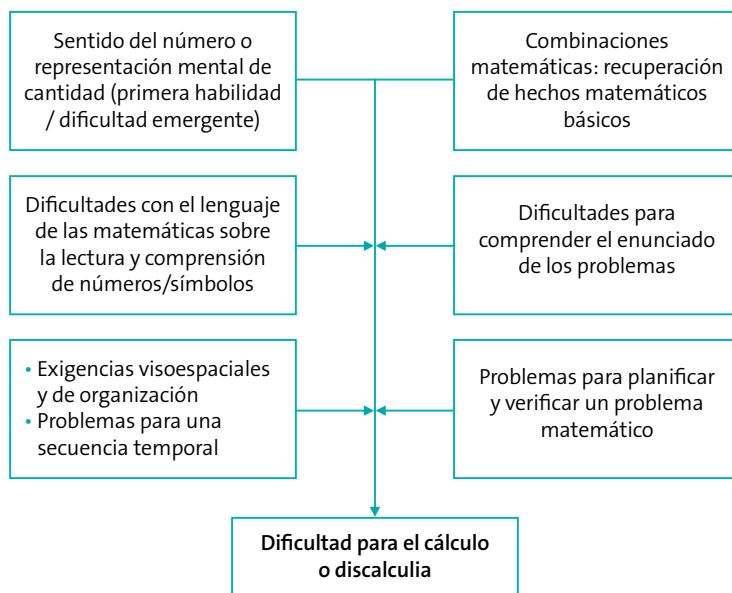 Sentido del número o
representación mental de
cantidad (primera habilidad
/ dificultad emergente)
Combinaciones
matemáticas: recuperación
de hechos matemáticos
básicos
Dificultades con el lenguaje
de las matemáticas sobre
la lectura y comprensión
de números/símbolos
Dificultades para
comprender el enunciado
de los problemas
• Exigencias visoespaciales
y de organización
• Problemas para una
secuencia temporal
Problemas para planificar
y verificar un problema
matemático
Dificultad para el cálculo
o discalculia